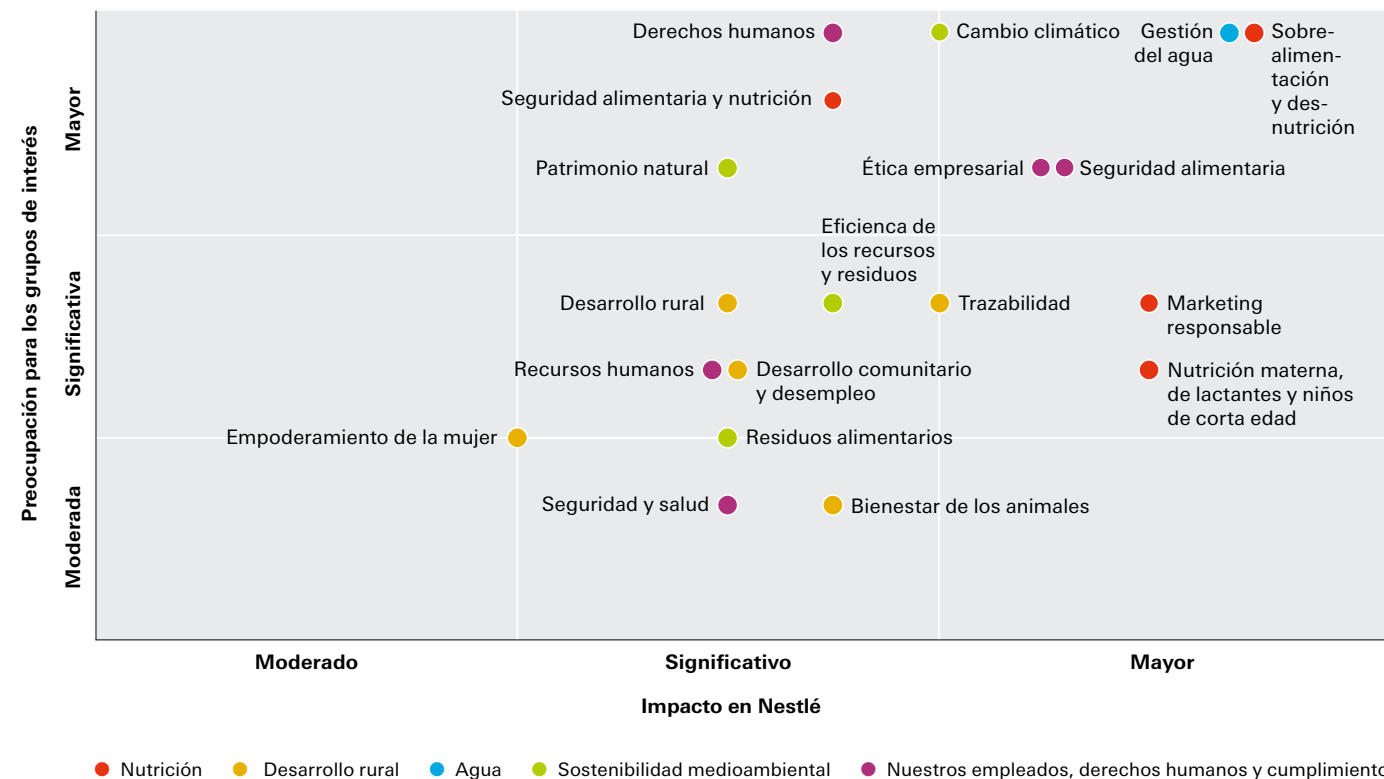 Derechos humanos
Cambio climático
Gestión
del agua
Sobre-
alimen-
tación
y des-
nutrición
Seguridad alimentaria y nutrición
Patrimonio natural
Ética empresarial
Seguridad alimentaria
Eficienca de
los recursos
y residuos
Desarrollo rural
Trazabilidad
Marketing
responsable
Recursos humanos
Desarrollo comunitario
y desempleo
Nutrición materna,
de lactantes y niños
de corta edad
Empoderamiento de la mujer
Residuos alimentarios
Seguridad y salud
Bienestar de los animales
Preocupación para los grupos de interés
Mayor
Significativa
Moderada
Moderado
Significativo
Mayor
Impacto en Nestlé
Nutrición
Desarrollo rural
Agua
Sostenibilidad medioambiental
Nuestros empleados, derechos humanos y cumplimiento